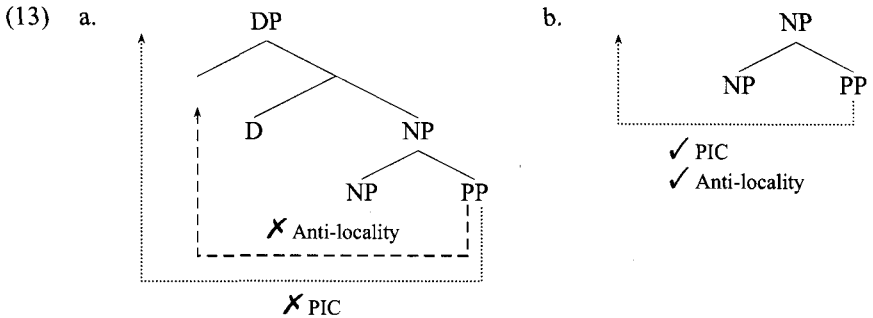 (13) a. DP b. NP
NP PP
D NP
✓ PIC
NP PP ✓ Anti-locality
✗ Anti-locality
✗ PIC